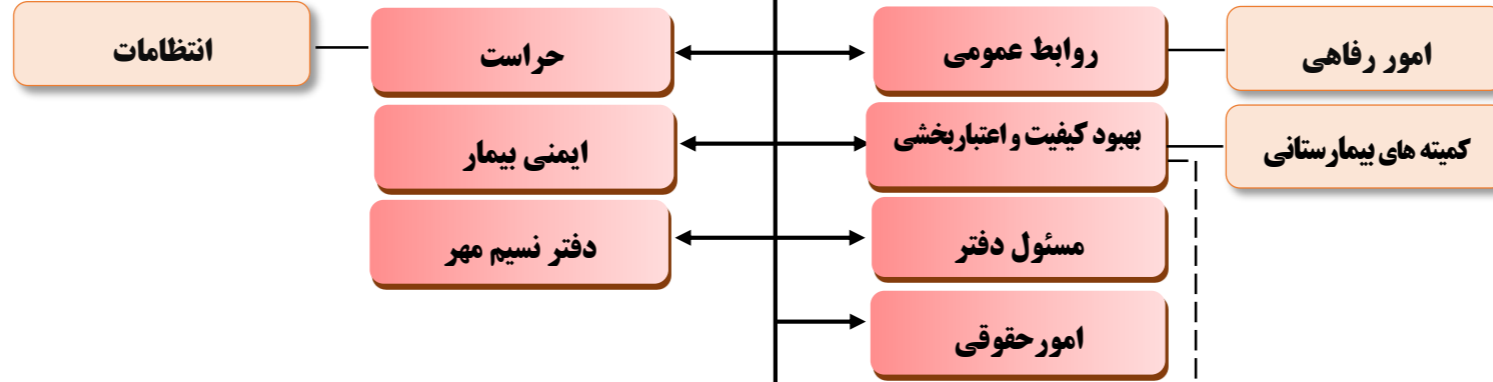 امور رفاهی
روابط عمومی
حراست
انتظامات
کمیته های بیمارستانی
بهبود کیفیت و اعتباربخشی
ایمنی بیمار
مسئول دفتر
دفتر نسیم مهر
امورحقوقی